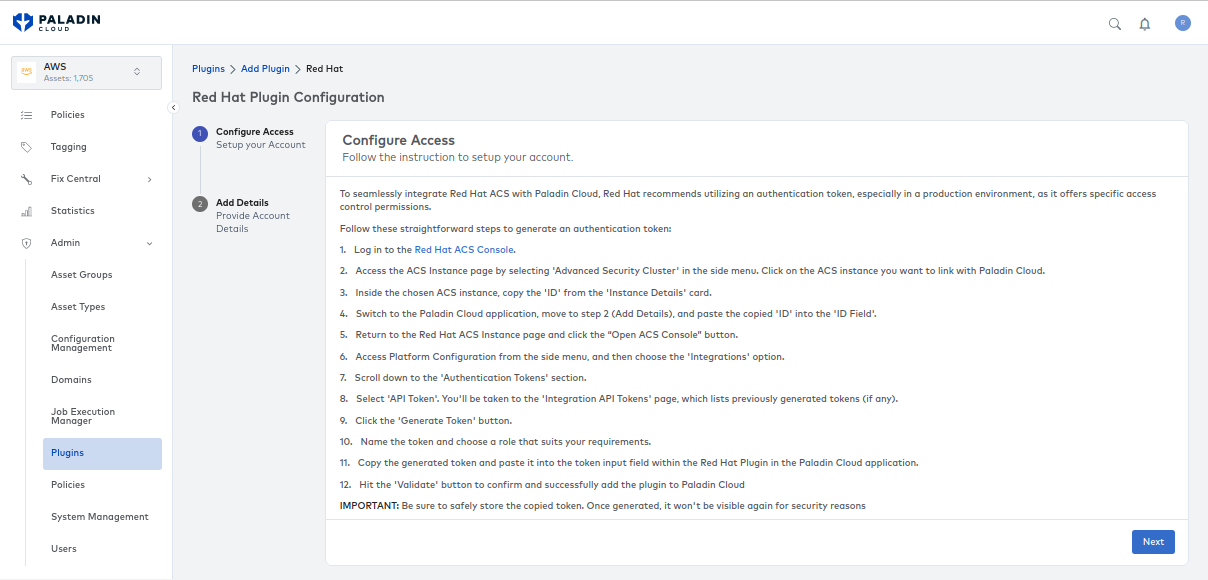 PALADIN
CLOUD
R
aws
AWS
Assets: 1,705
Policies
Tagging
Fix Central
Statistics
Admin
Asset Groups
Asset Types
Configuration
Management
Domains
Job Execution
Manager
Plugins
Policies
System Management
Users
Plugins > Add Plugin > Red Hat
Red Hat Plugin Configuration
1 Configure Access
Setup your Account
2 Add Details
Provide Account
Details
Configure Access
Follow the instruction to setup your account.
To seamlessly integrate Red Hat ACS with Paladin Cloud, Red Hat recommends utilizing an authentication token, especially in a production environment, as it offers specific access
control permissions.
Follow these straightforward steps to generate an authentication token:
1. Log in to the Red Hat ACS Console.
2. Access the ACS Instance page by selecting 'Advanced Security Cluster' in the side menu. Click on the ACS instance you want to link with Paladin Cloud.
3. Inside the chosen ACS instance, copy the 'ID' from the 'Instance Details' card.
4. Switch to the Paladin Cloud application, move to step 2 (Add Details), and paste the copied 'ID' into the 'ID Field'.
5. Return to the Red Hat ACS Instance page and click the “Open ACS Console” button.
6. Access Platform Configuration from the side menu, and then choose the 'Integrations' option.
7. Scroll down to the 'Authentication Tokens' section.
8. Select 'API Token'. You'll be taken to the 'Integration API Tokens' page, which lists previously generated tokens (if any).
9. Click the 'Generate Token' button.
10. Name the token and choose a role that suits your requirements.
11. Copy the generated token and paste it into the token input field within the Red Hat Plugin in the Paladin Cloud application.
12. Hit the 'Validate' button to confirm and successfully add the plugin to Paladin Cloud
IMPORTANT: Be sure to safely store the copied token. Once generated, it won't be visible again for security reasons
Next